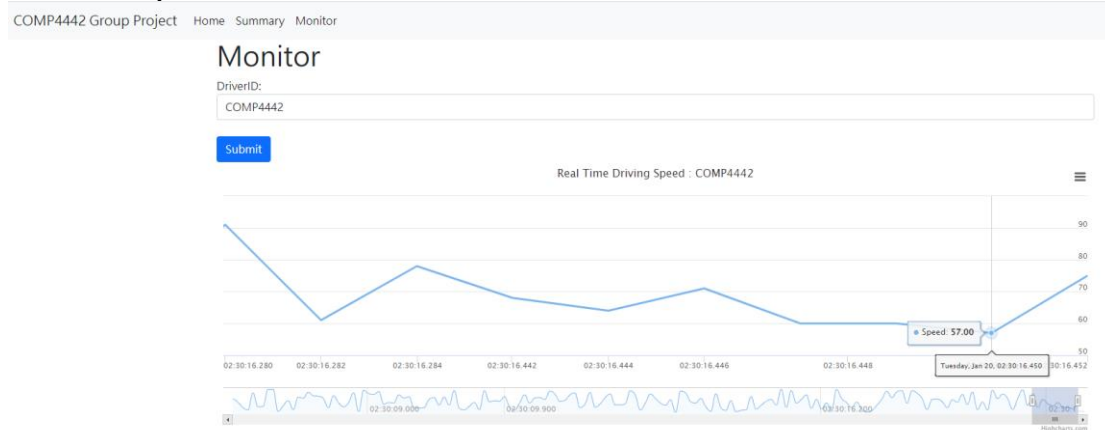 COMP4442 Group Project Home Summary Monitor
Monitor
DriverID:
COMP4442
Submit
Real Time Driving Speed : COMP4442
90
80
70
60
Speed: 57.00
50
02:30:16.280 02:30:16.282 02:30:16.284 02:30:16.442 02:30:16.444 02:30:16.446 02:30:16.448 Tuesday, Jan 20, 02:30:16.450 30:16.452
02:30:09.000 02:30:09.900 02:30:16.200
Highcharts.com